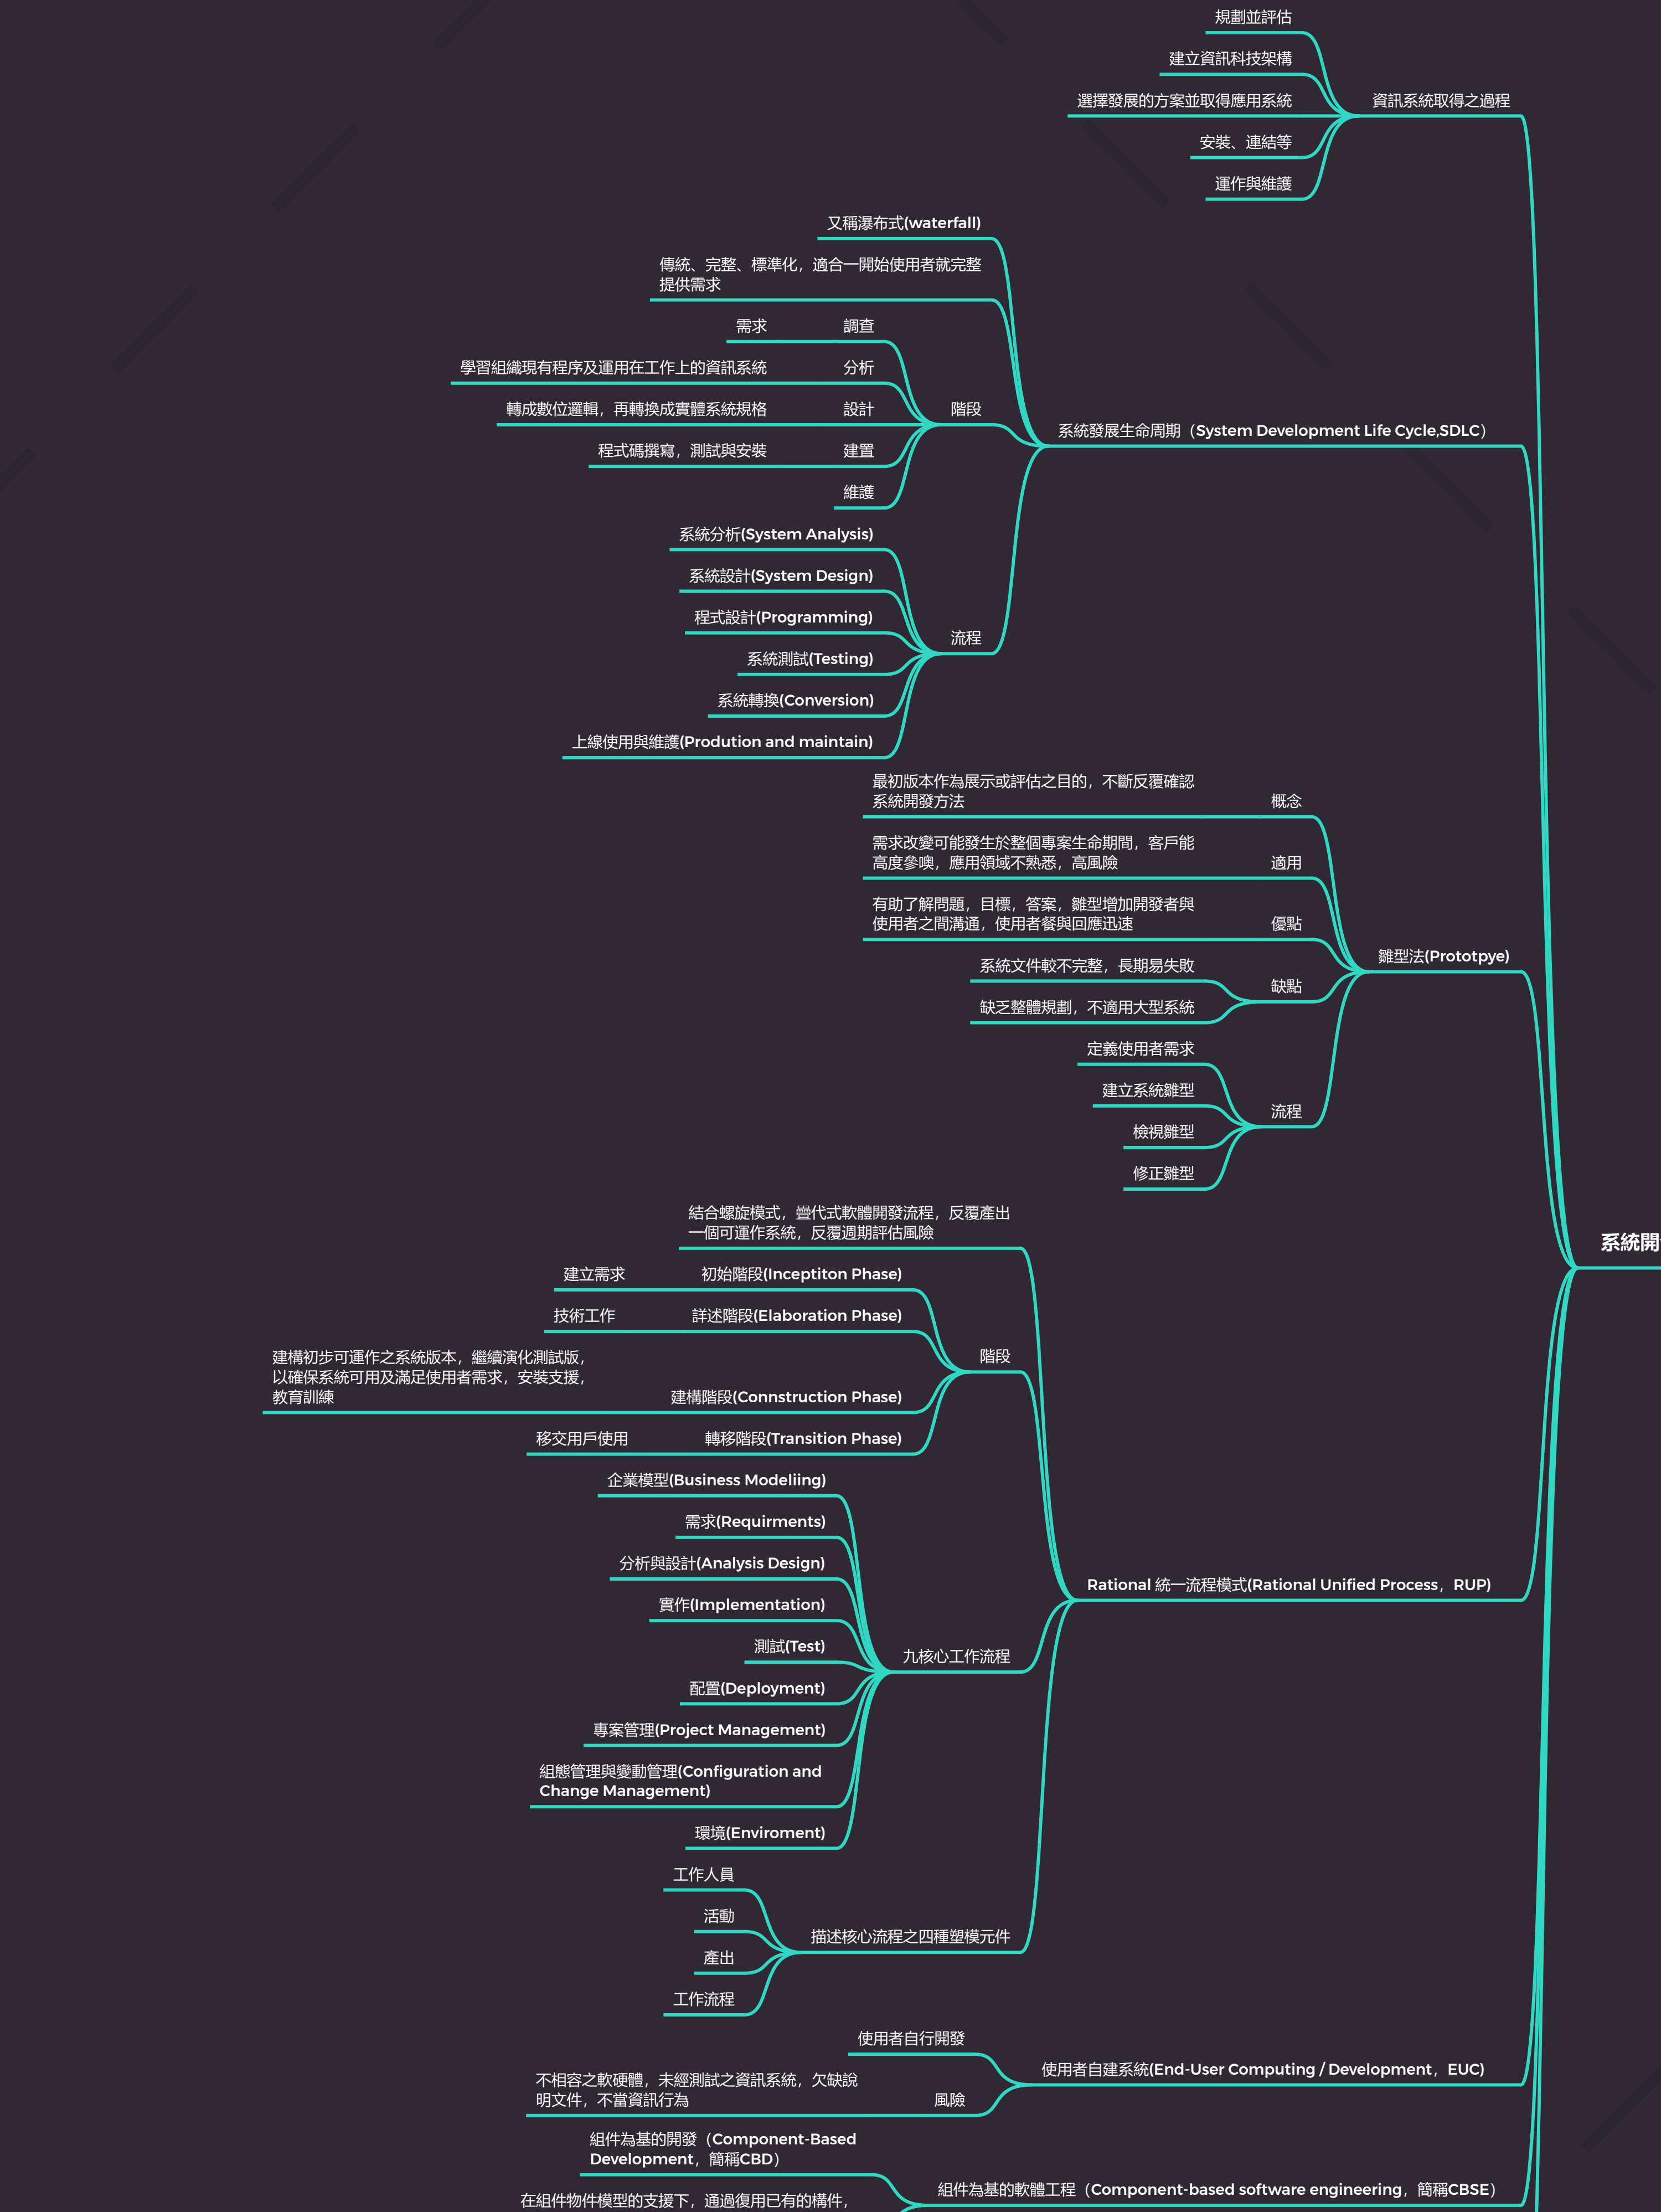 規劃並評估
建立資訊科技架構
選擇發展的方案並取得應用系統
資訊系統取得之過程
安裝、連結等
運作與維護
又稱瀑布式(waterfall)
傳統、完整、標準化，適合一開始使用者就完整
提供需求
需求
調查
學習組織現有程序及運用在工作上的資訊系統
分析
轉成數位邏輯，再轉換成實體系統規格
設計
階段
程式碼撰寫，測試與安裝
建置
維護
系統發展生命周期（System Development Life Cycle,SDLC）
系統分析(System Analysis)
系統設計(System Design)
程式設計(Programming)
流程
系統測試(Testing)
系統轉換(Conversion)
上線使用與維護(Prodution and maintain)
最初版本作為展示或評估之目的，不斷反覆確認
系統開發方法
概念
需求改變可能發生於整個專案生命期間，客戶能
高度參噢，應用領域不熟悉，高風險
適用
有助了解問題，目標，答案，雛型增加開發者與
使用者之間溝通，使用者餐與回應迅速
優點
雛型法(Prototpye)
系統文件較不完整，長期易失敗
缺點
缺乏整體規劃，不適用大型系統
定義使用者需求
建立系統雛型
流程
檢視雛型
修正雛型
結合螺旋模式，疊代式軟體開發流程，反覆產出
一個可運作系統，反覆週期評估風險
建立需求
初始階段(Inceptiton Phase)
技術工作
詳述階段(Elaboration Phase)
階段
建構初步可運作之系統版本，繼續演化測試版，
以確保系統可用及滿足使用者需求，安裝支援，
教育訓練
建構階段(Connstruction Phase)
移交用戶使用
轉移階段(Transition Phase)
企業模型(Business Modeliing)
需求(Requirments)
分析與設計(Analysis Design)
實作(Implementation)
測試(Test)
九核心工作流程
配置(Deployment)
專案管理(Project Management)
組態管理與變動管理(Configuration and
Change Management)
環境(Enviroment)
Rational 統一流程模式(Rational Unified Process，RUP)
工作人員
活動
描述核心流程之四種塑模元件
產出
工作流程
使用者自行開發
使用者自建系統(End-User Computing / Development，EUC)
不相容之軟硬體，未經測試之資訊系統，欠缺說
明文件，不當資訊行為
風險
組件為基的開發（Component-Based
Development，簡稱CBD）
組件為基的軟體工程（Component-based software engineering，簡稱CBSE）
在組件物件模型的支援下，通過復用已有的構件，
系統開